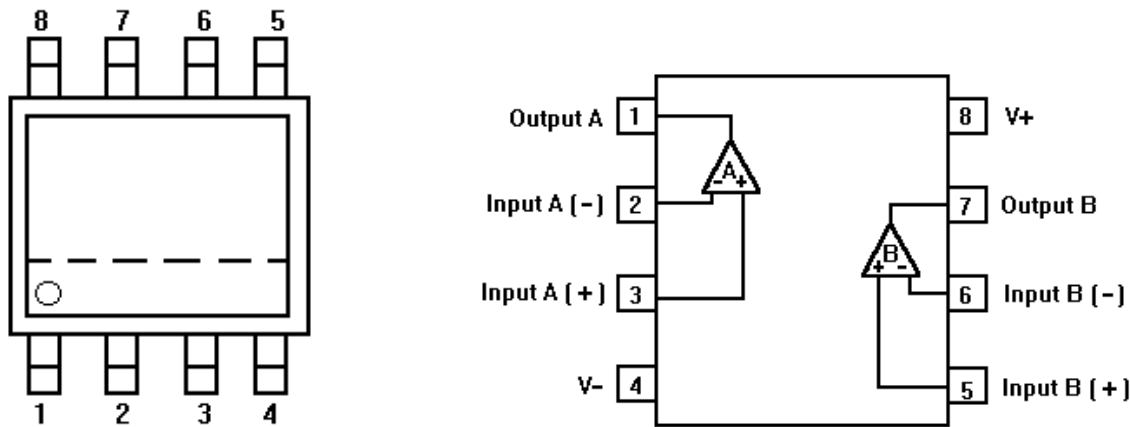 8 7 6 5
1 2 3 4
Output A 1
Input A (-) 2
Input A (+) 3
V- 4
A
- +
8 V+
7 Output B
B
+ -
6 Input B (-)
5 Input B (+)